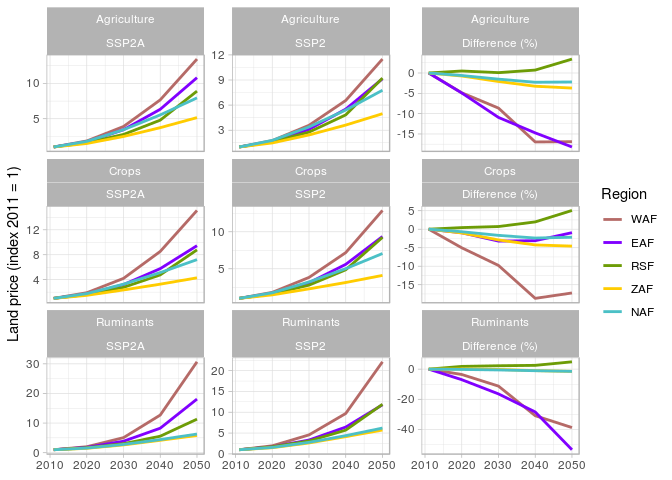 Agriculture Agriculture Agriculture
SSP2A SSP2 Difference (%)
10
5
12
9
6
3
0
-5
-10
-15
Crops Crops Crops
SSP2A SSP2 Difference (%)
12
8
4
10
5
5
0
-5
-10
-15
Ruminants Ruminants Ruminants
SSP2A SSP2 Difference (%)
30
20
10
0
20
15
10
5
0
0
-20
-40
2010 2020 2030 2040 2050 2010 2020 2030 2040 2050 2010 2020 2030 2040 2050
Land price (index 2011 = 1)
Region
WAF
EAF
RSF
ZAF
NAF